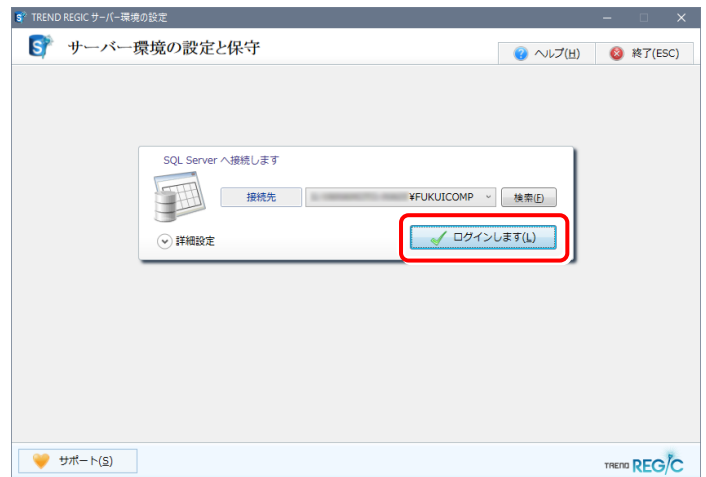 TREND REGIC サーバー環境の設定
サーバー環境の設定と保守
ヘルプ(H)
終了(ESC)
SQL Server へ接続します
接続先
¥FUKUICOMP
検索(F)
詳細設定
ログインします(L)
サポート(S)
TREND REGIC